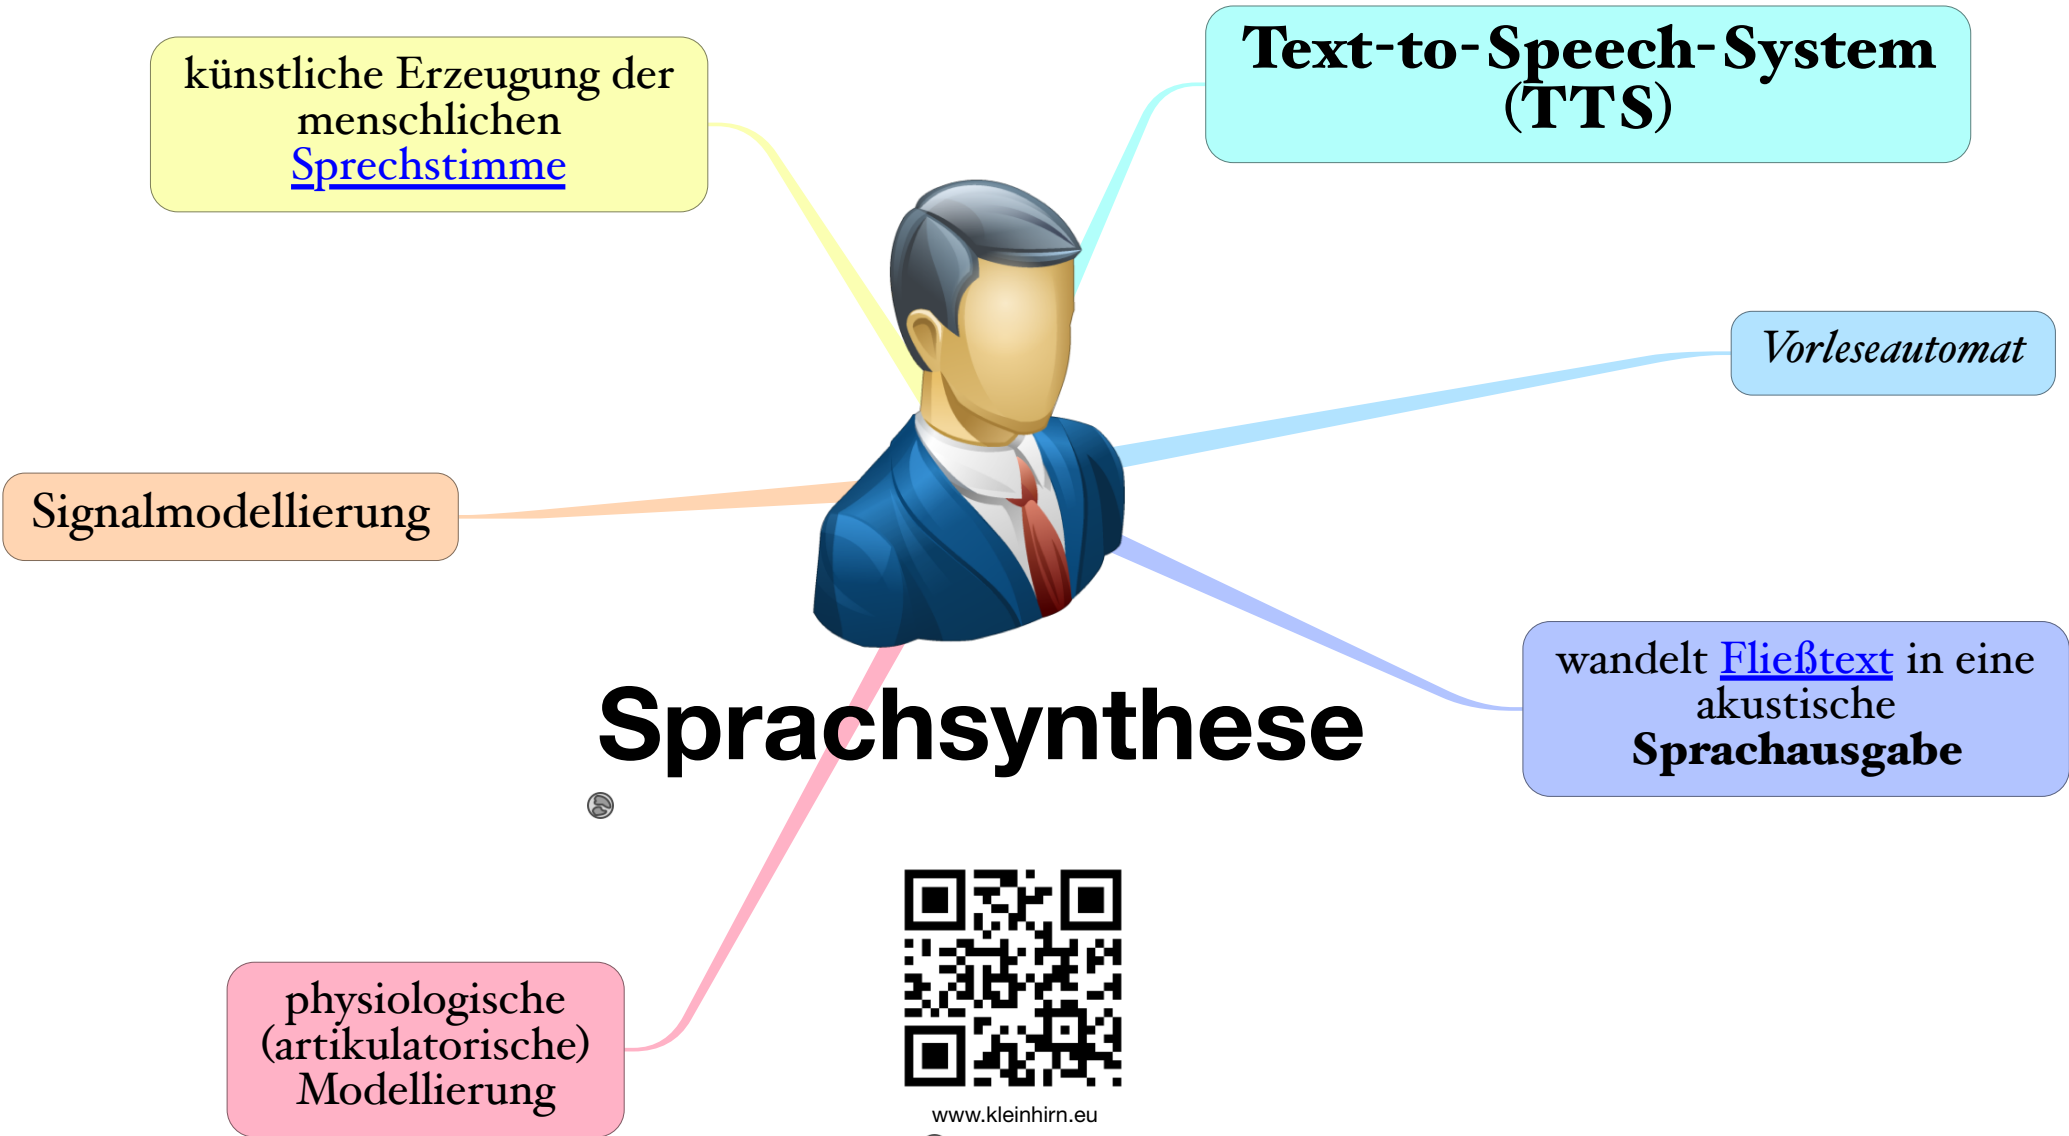 Text-to-Speech-System
(TTS)
künstliche Erzeugung der
menschlichen
Sprechstimme
Vorleseautomat
Signalmodellierung
wandelt Fließtext in eine
akustische
Sprachausgabe
Sprachsynthese
physiologische
(artikulatorische)
Modellierung
www.kleinhirn.eu